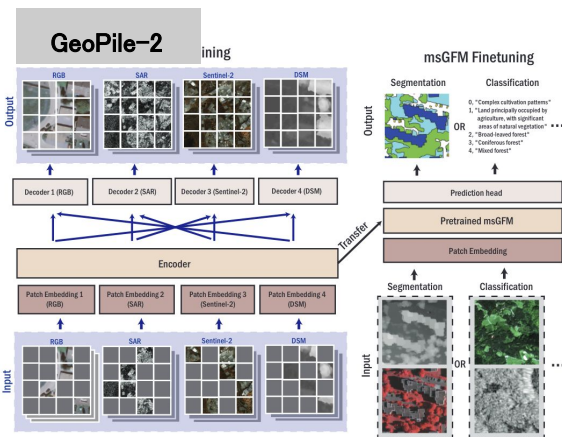 GeoPile-2
ining
RGB
SAR
Sentinel-2
DSM
Output
Decoder 1 (RGB)
Decoder 2 (SAR)
Decoder 3 (Sentinel-2)
Decoder 4 (DSM)
Encoder
Transfer
Patch Embedding 1
(RGB)
Patch Embedding 2
(SAR)
Patch Embedding 3
(Sentinel-2)
Patch Embedding 4
(DSM)
RGB
SAR
Sentinel-2
DSM
Input
msGFM Finetuning
Segmentation
Classification
Output
OR
0, "Complex cultivation patterns"
1, "Land principally occupied by
agriculture, with significant
areas of natural vegetation"
2, "Broad-leaved forest"
3, "Coniferous forest"
4, "Mixed forest"
...
Prediction head
Pretrained msGFM
Patch Embedding
Segmentation
Classification
Input
OR
...